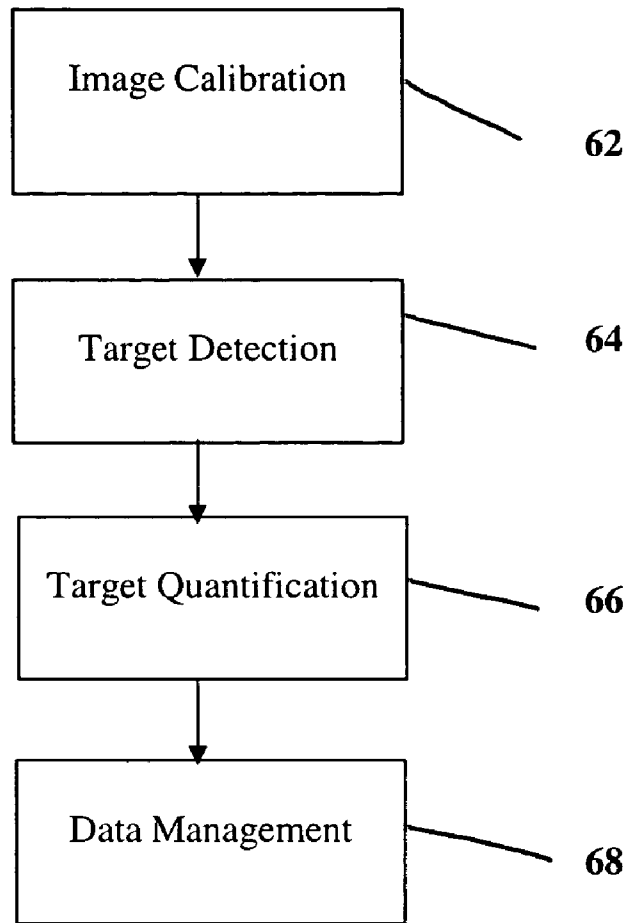 Image Calibration
62
Target Detection
64
Target Quantification
66
Data Management
68